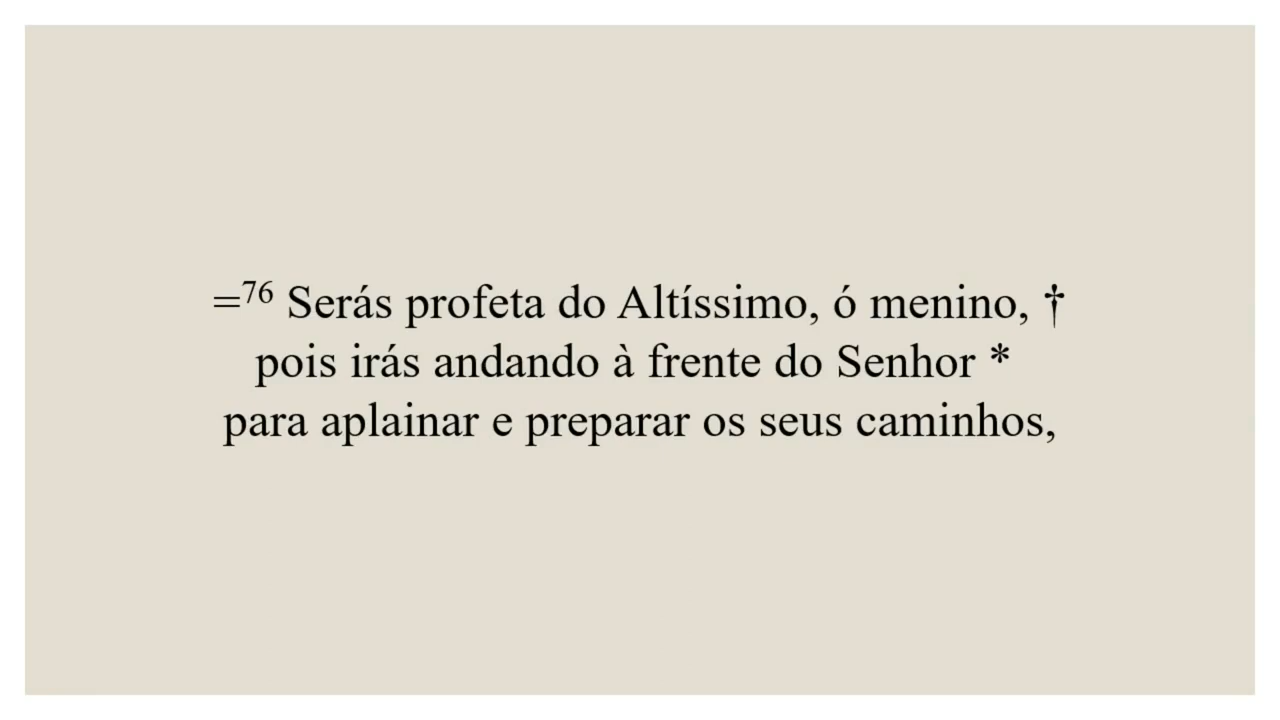 =76 Serás profeta do Altíssimo, ó menino, †
pois irás andando à frente do Senhor *
para aplainar e preparar os seus caminhos,